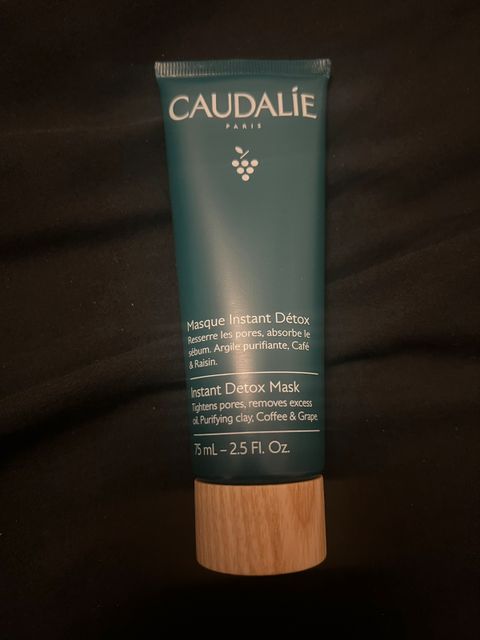 CAUDALÍE
PARIS
Masque Instant Détox
Resserre les pores, absorbe le
sébum. Argile purifiante, Café
& Raisin.
Instant Detox Mask
Tightens pores, removes excess
oil. Purifying clay, Coffee & Grape.
75 mL – 2.5 Fl. Oz.